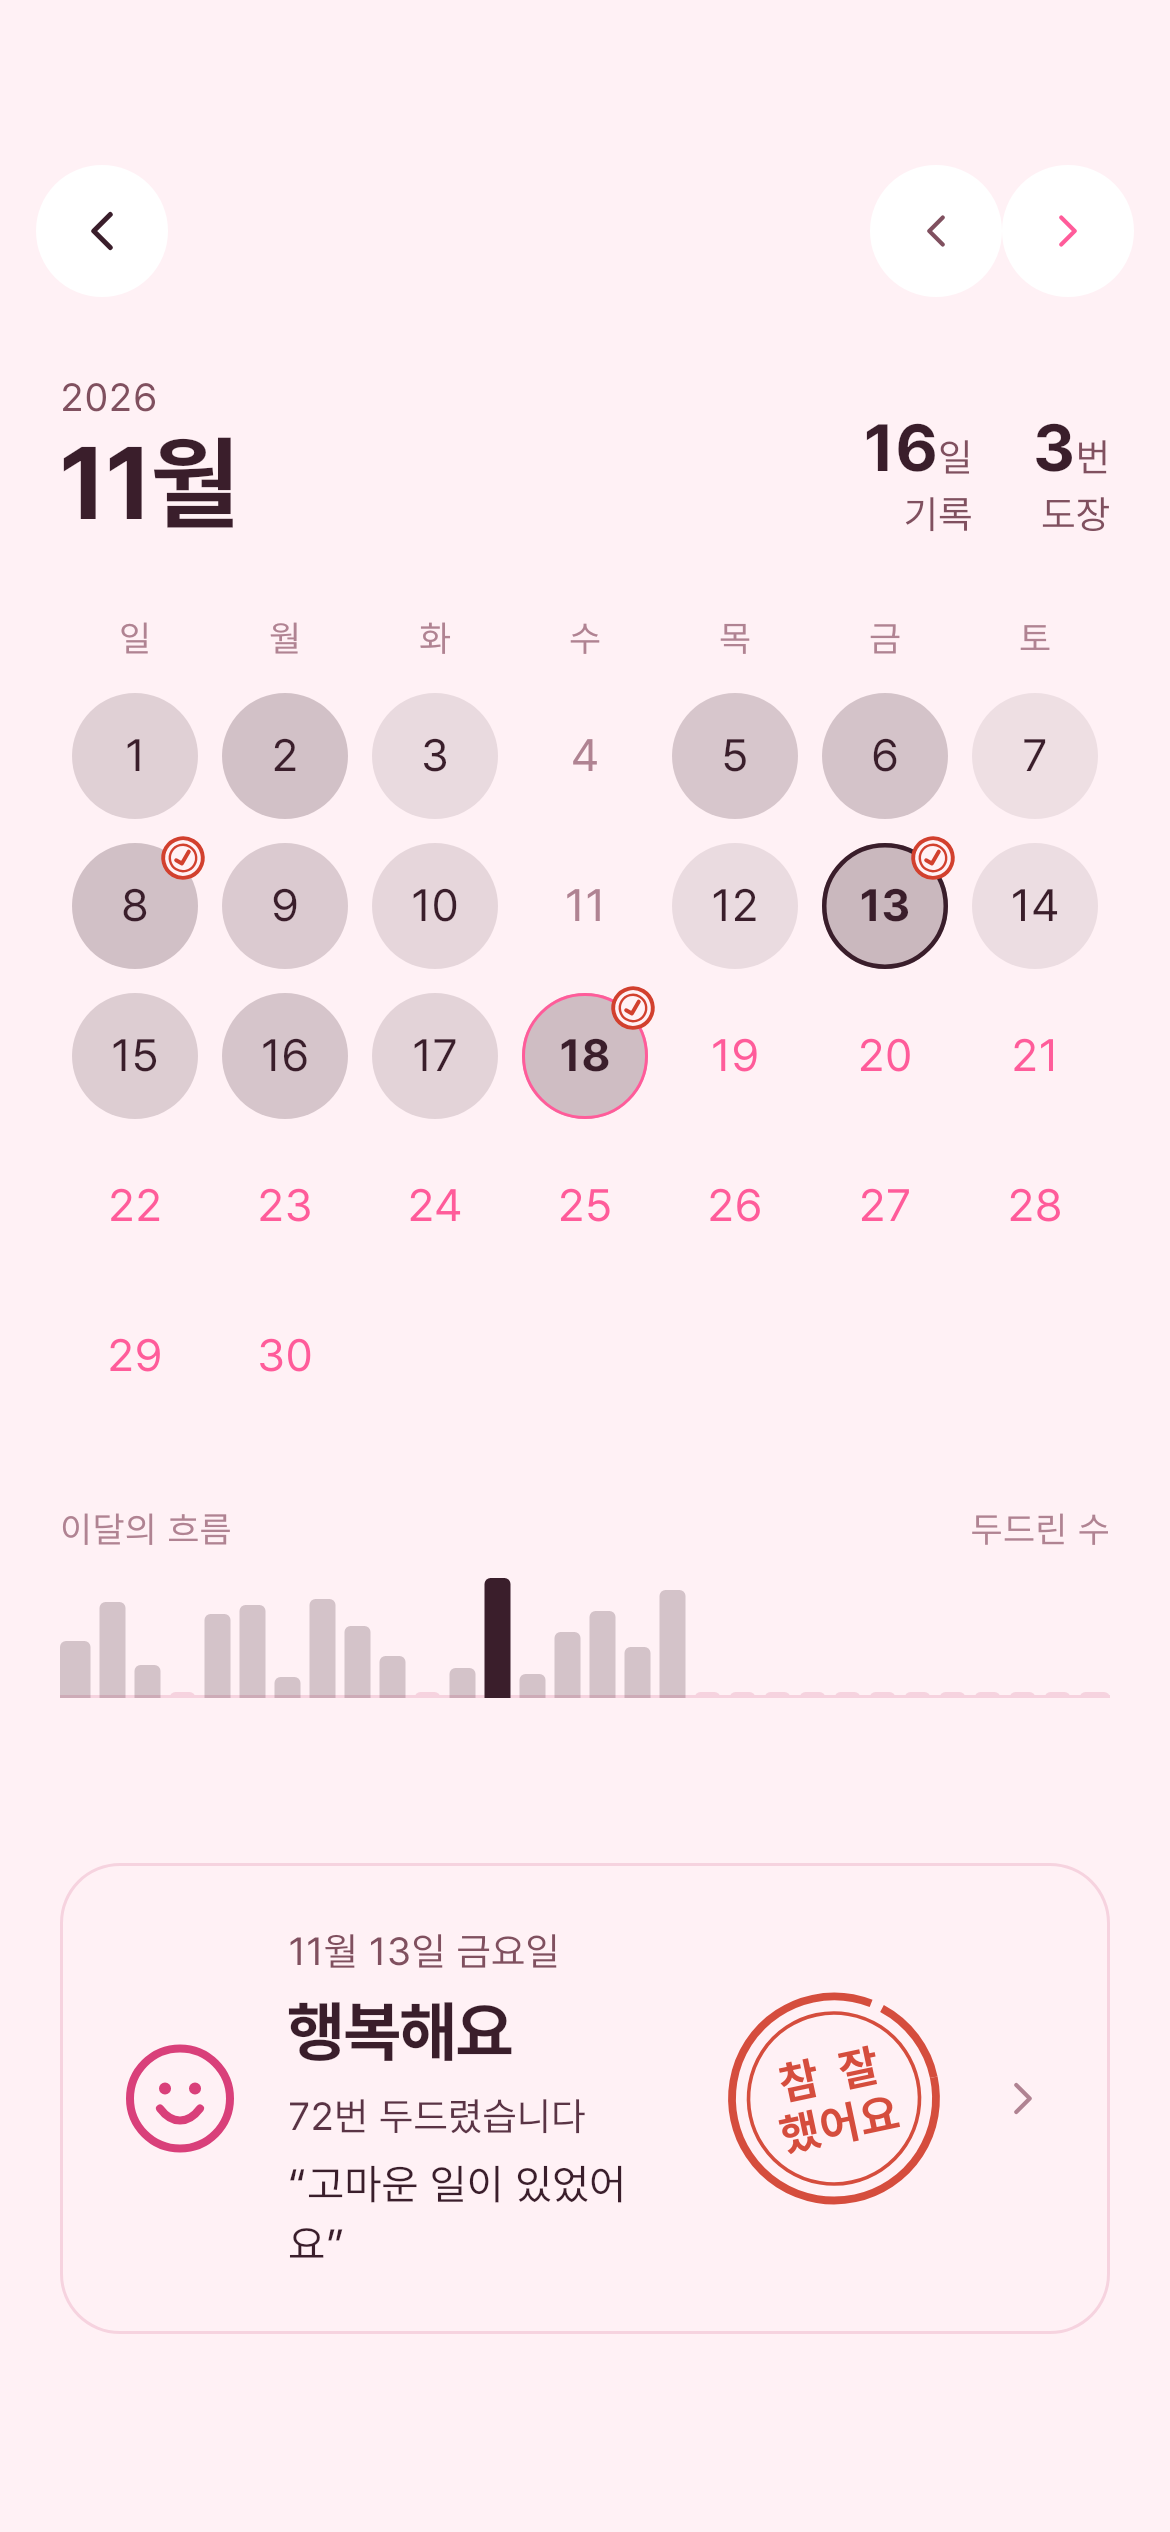 2026
11월
16일
기록
3번
도장
일 월 화 수 목 금 토
1 2 3 4 5 6 7
8 9 10 11 12 13 14
15 16 17 18 19 20 21
22 23 24 25 26 27 28
29 30
이달의 흐름
두드린 수
11월 13일 금요일
행복해요
72번 두드렸습니다
“고마운 일이 있었어
요”
참 잘
했어요